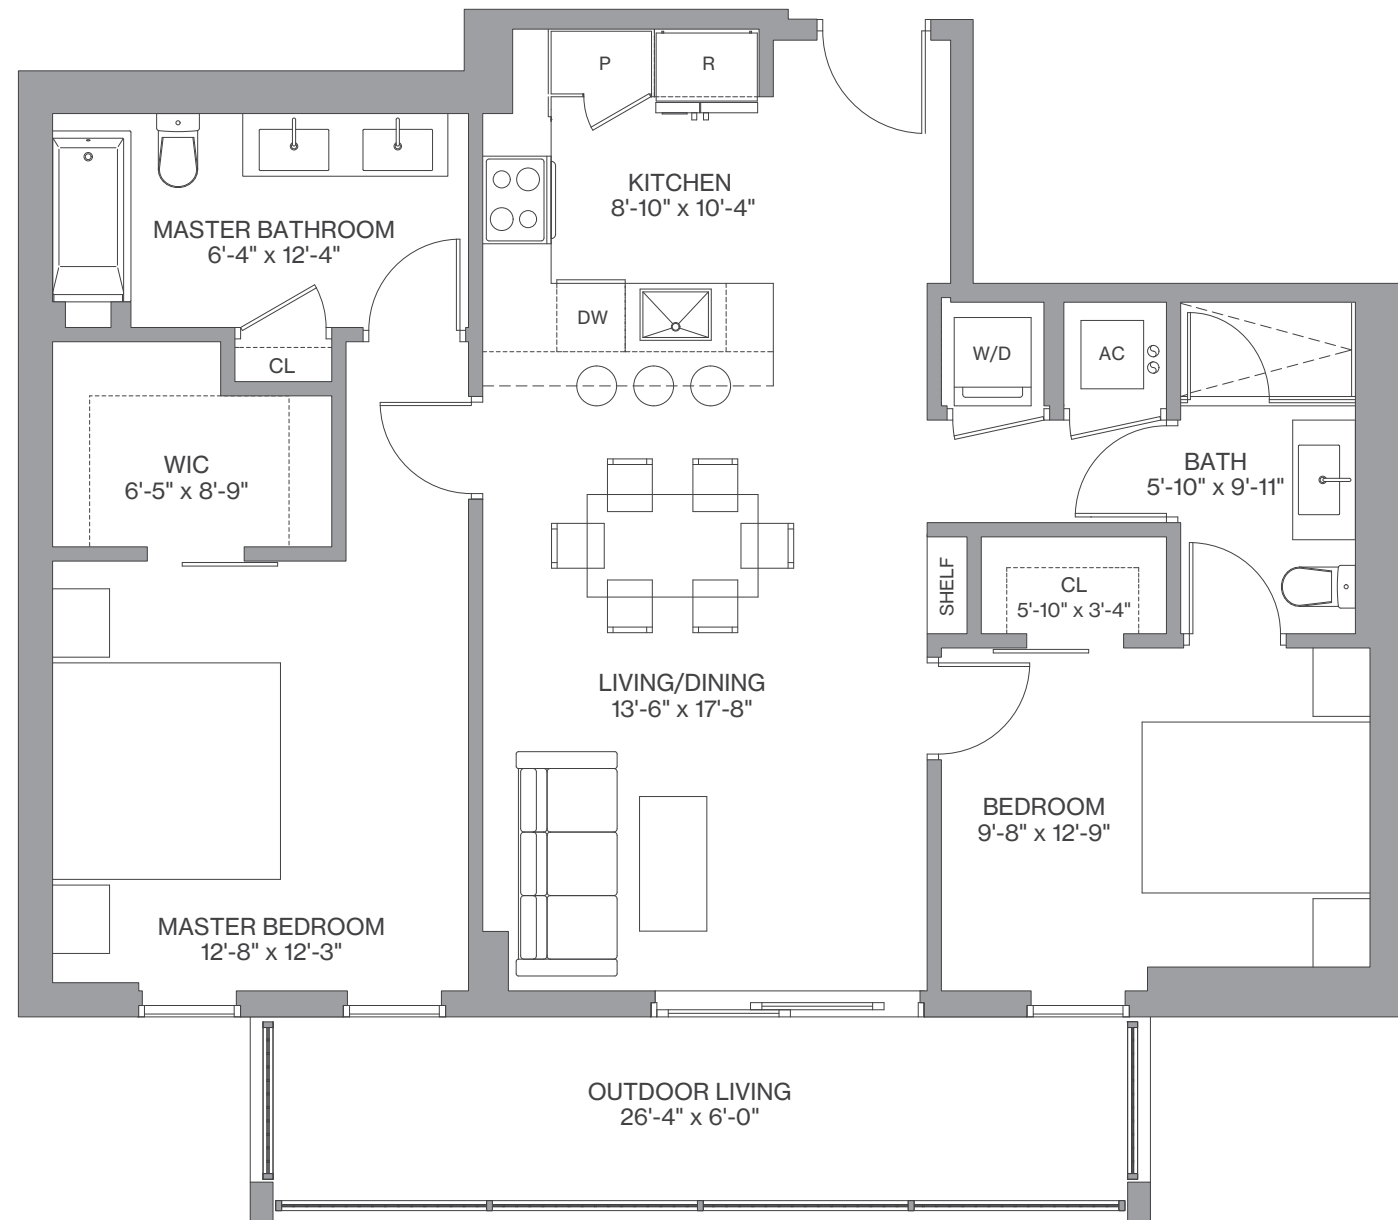 P
R
KITCHEN
8'-10" x 10'-4"
MASTER BATHROOM
6'-4" x 12'-4"
DW
W/D
AC
CL
WIC
6'-5" x 8'-9"
BATH
5'-10" x 9'-11"
SHELF
CL
5'-10" x 3'-4"
LIVING/DINING
13'-6" x 17'-8"
BEDROOM
9'-8" x 12'-9"
MASTER BEDROOM
12'-8" x 12'-3"
OUTDOOR LIVING
26'-4" x 6'-0"